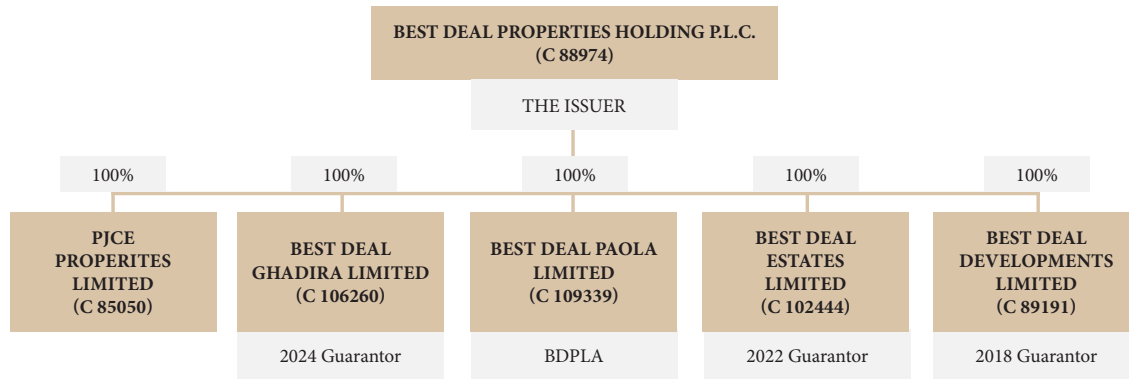 BEST DEAL PROPERTIES HOLDING P.L.C.
(C 88974)
THE ISSUER
100%
100%
100%
100%
100%
PJCE
PROPERITES
LIMITED
(C 85050)
BEST DEAL
GHADIRA LIMITED
(C 106260)
BEST DEAL PAOLA
LIMITED
(C 109339)
BEST DEAL
ESTATES
LIMITED
(C 102444)
BEST DEAL
DEVELOPMENTS
LIMITED
(C 89191)
2024 Guarantor
BDPLA
2022 Guarantor
2018 Guarantor